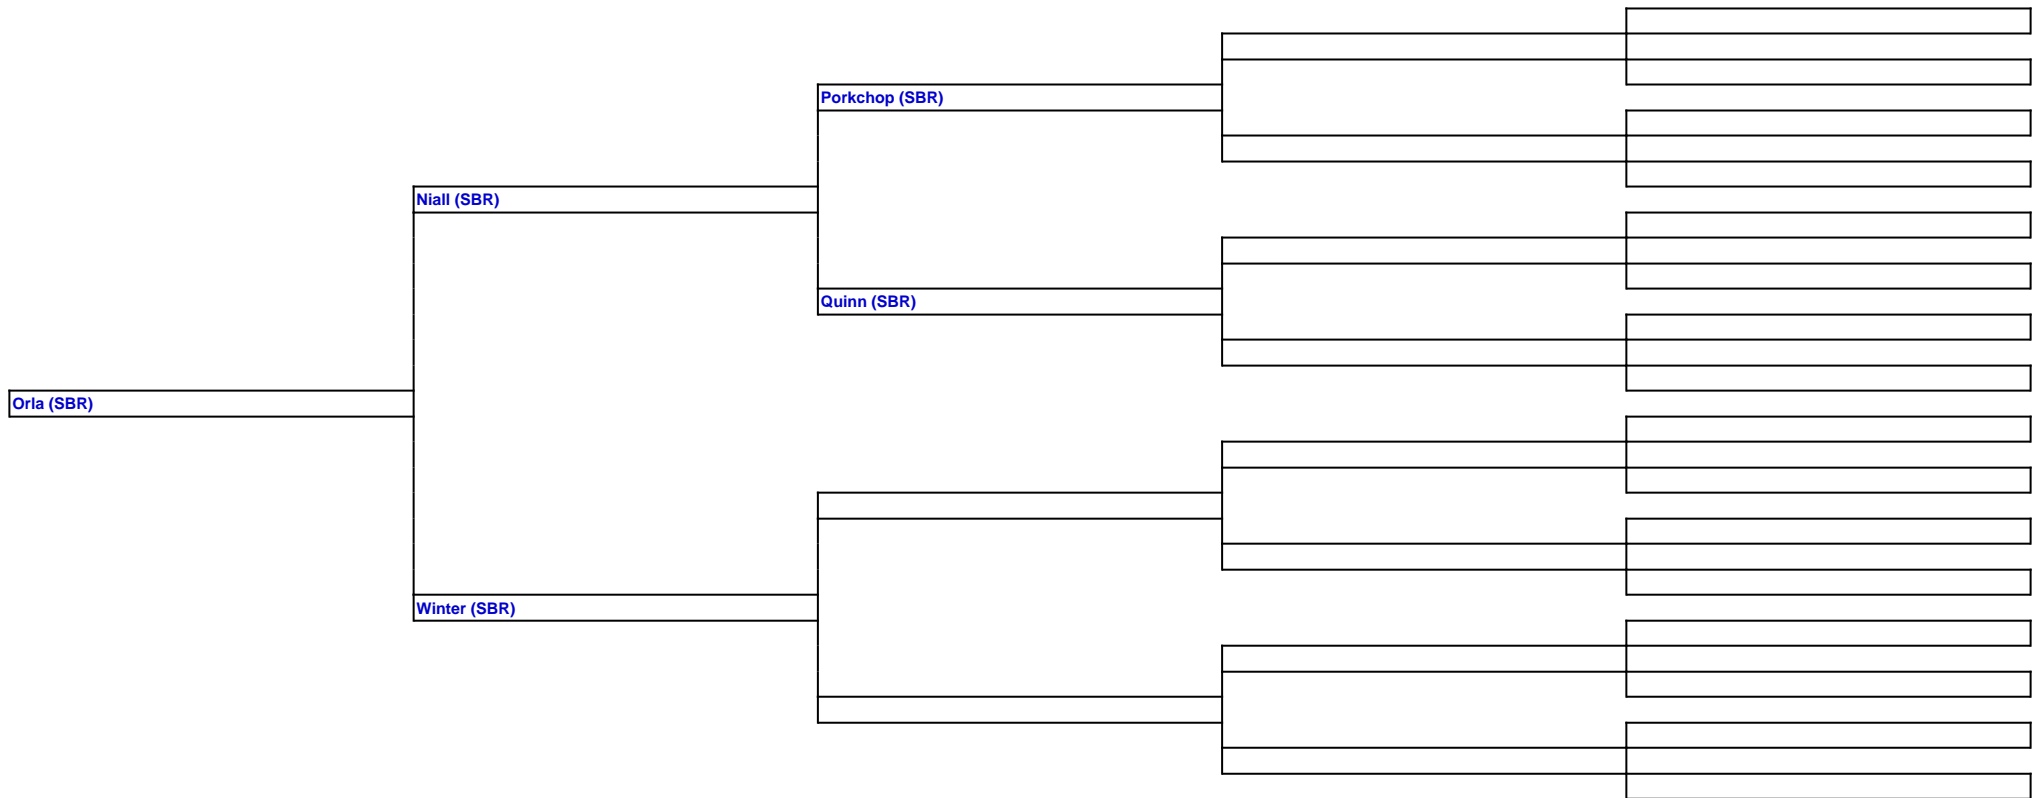 Porkchop (SBR)
Niall (SBR)
Quinn (SBR)
Orla (SBR)
Winter (SBR)